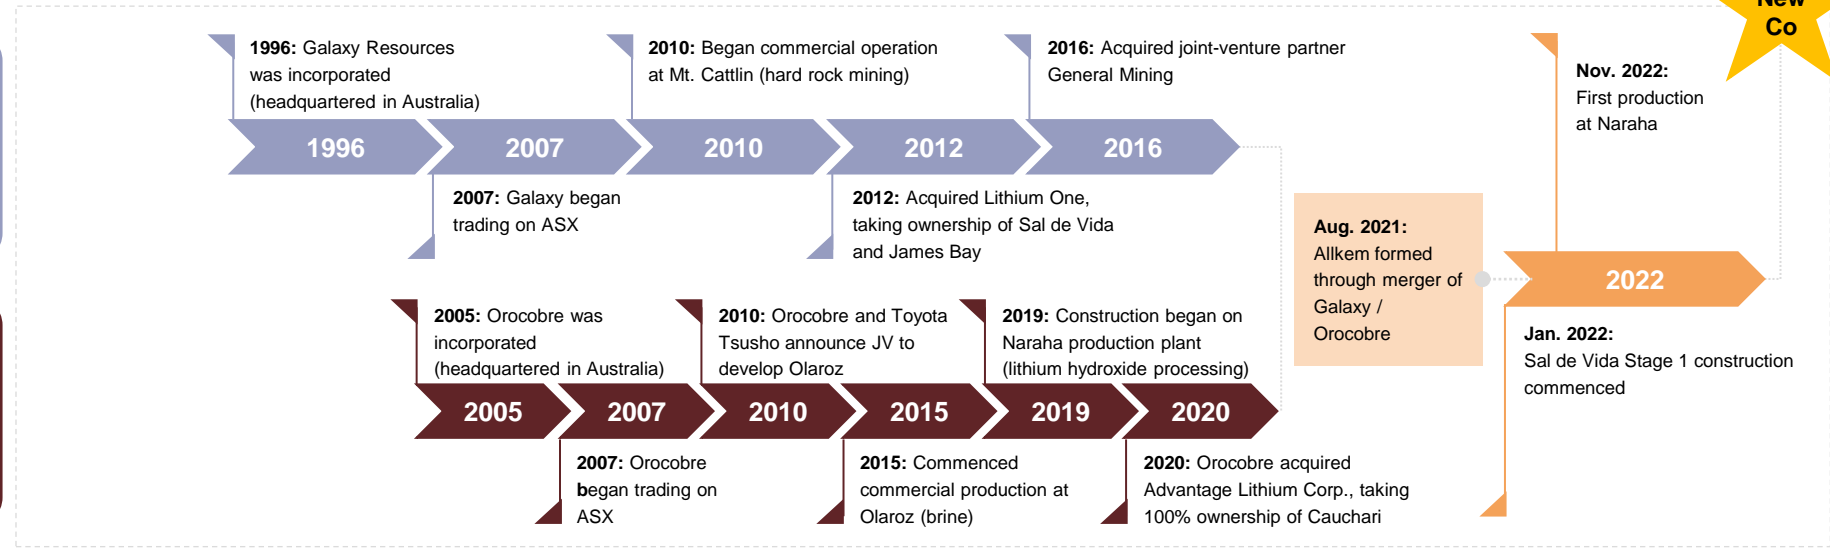 New
Co
1996: Galaxy Resources
was incorporated
(headquartered in Australia)
2010: Began commercial operation
at Mt. Cattlin (hard rock mining)
2016: Acquired joint-venture partner
General Mining
1996
2007
2010
2012
2016
2007: Galaxy began
trading on ASX
2012: Acquired Lithium One,
taking ownership of Sal de Vida
and James Bay
2005: Orocobre was
incorporated
(headquartered in Australia)
2010: Orocobre and Toyota
Tsusho announce JV to
develop Olaroz
2019: Construction began on
Naraha production plant
(lithium hydroxide processing)
2005
2007
2010
2015
2019
2020
2007: Orocobre
began trading on
ASX
2015: Commenced
commercial production at
Olaroz (brine)
2020: Orocobre acquired
Advantage Lithium Corp., taking
100% ownership of Cauchari
Aug. 2021:
Allkem formed
through merger of
Galaxy /
Orocobre
Nov. 2022:
First production
at Naraha
2022
Jan. 2022:
Sal de Vida Stage 1 construction
commenced